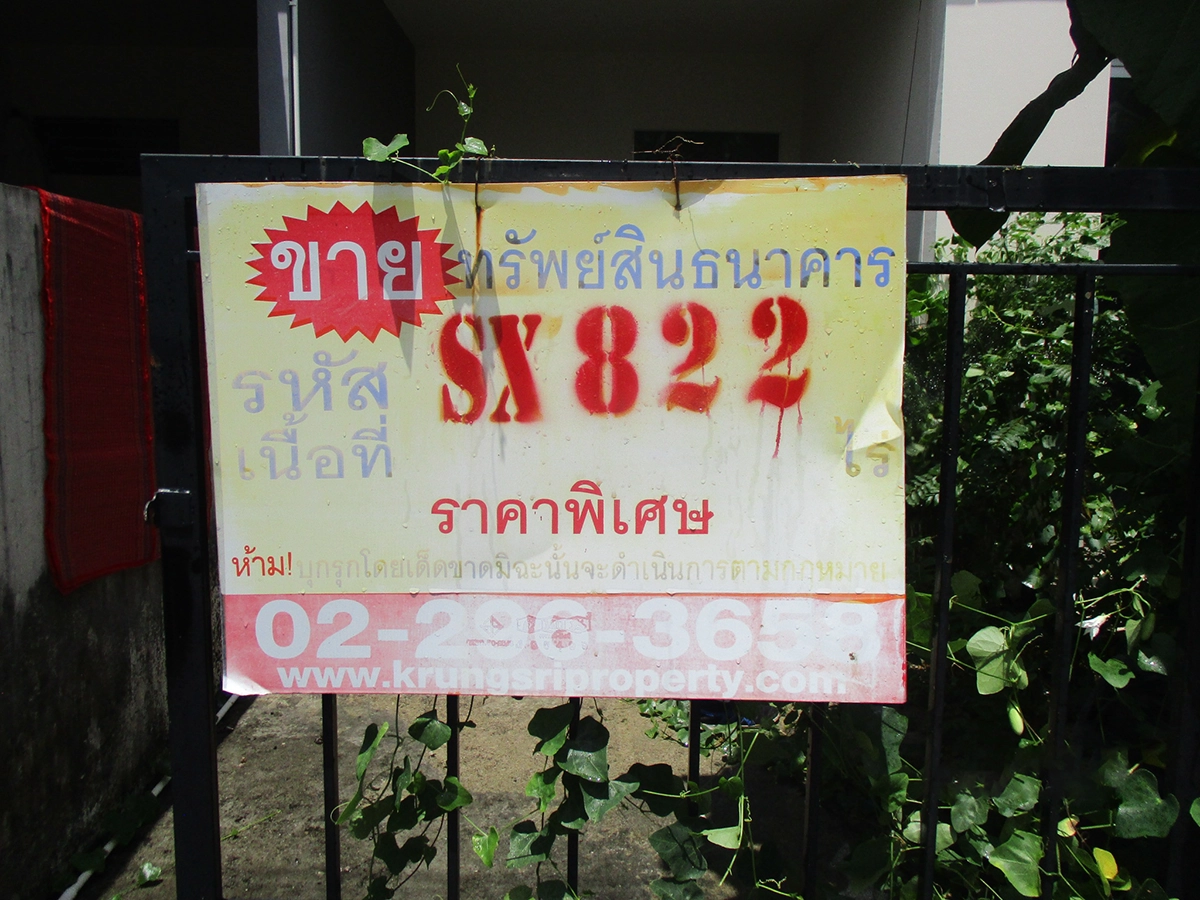 ขาย ทรัพย์สินธนาคาร
รหัส SX 822
เนื้อที่ ไร่
ราคาพิเศษ
ห้าม! บุกรุกโดยเด็ดขาดมิฉะนั้นจะดำเนินการตามกฎหมาย
02-296-3658
www.krungsriproperty.com